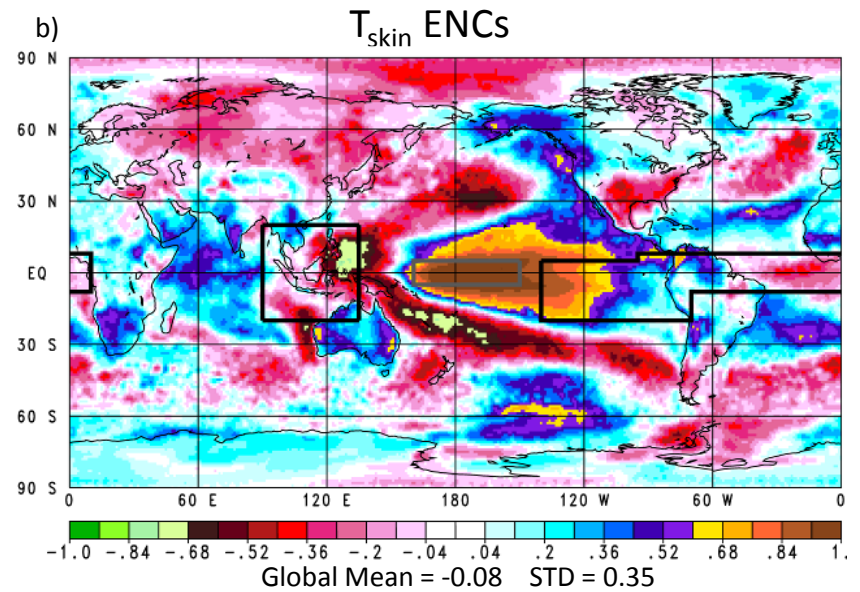 b)
T_skin ENCs
90 N
60 N
30 N
EQ
30 S
60 S
90 S
0 60 E 120 E 180 120 W 60 W 0
-1.0 -.84 -.68 -.52 -.36 -.2 -.04 .04 .2 .36 .52 .68 .84 1.
Global Mean = -0.08 STD = 0.35